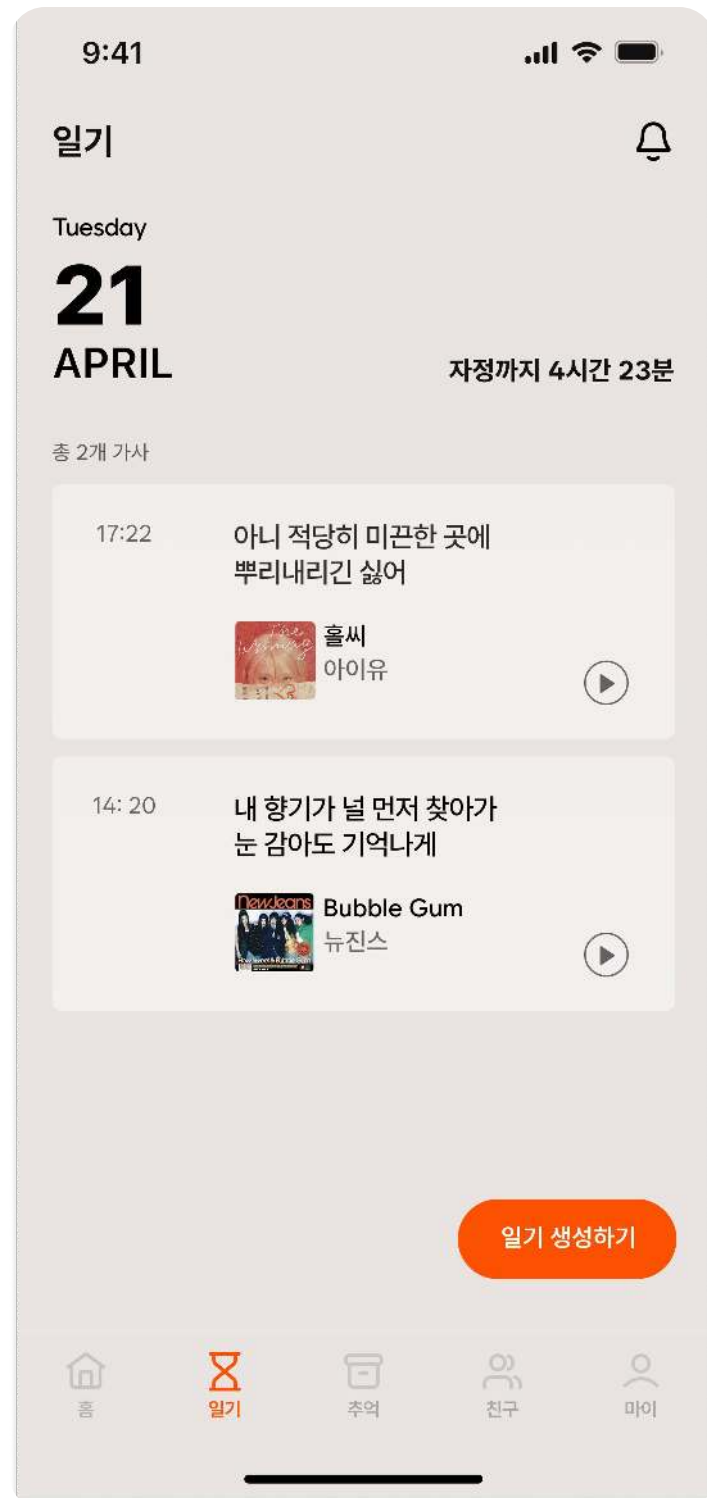 9:41
일기
Tuesday
21
APRIL
자정까지 4시간 23분
총 2개 가사
17:22
아니 적당히 미끈한 곳에
뿌리내리긴 싫어
홀씨
아이유
14: 20
내 향기가 널 먼저 찾아가
눈 감아도 기억나게
NewJeans
Bubble Gum
뉴진스
일기 생성하기
홈
일기
추억
친구
마이